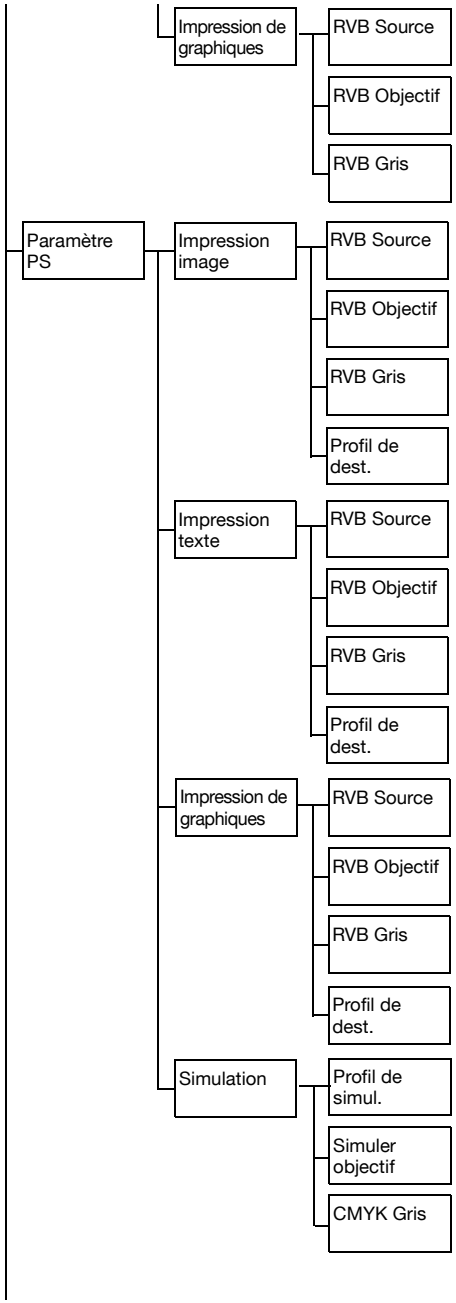 Impression de
graphiques
RVB Source
RVB Objectif
RVB Gris
Paramètre
PS
Impression
image
RVB Source
RVB Objectif
RVB Gris
Profil de
dest.
Impression
texte
RVB Source
RVB Objectif
RVB Gris
Profil de
dest.
Impression de
graphiques
RVB Source
RVB Objectif
RVB Gris
Profil de
dest.
Simulation
Profil de
simul.
Simuler
objectif
CMYK Gris